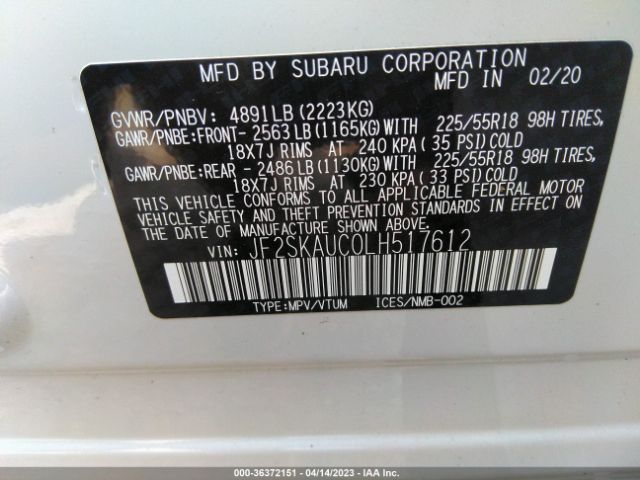 MFD BY SUBARU CORPORATION
MFD IN 02/20
GVWR/PNBV: 4891LB (2223KG)
GAWR/PNBE:FRONT- 2563LB (1165KG)WITH 225/55R18 98H TIRES,
18X7J RIMS AT 240 KPA( 35 PSI)COLD
GAWR/PNBE:REAR - 2486LB (1130KG)WITH 225/55R18 98H TIRES,
18X7J RIMS AT 230 KPA( 33 PSI)COLD
THIS VEHICLE CONFORMS TO ALL APPLICABLE FEDERAL MOTOR
VEHICLE SAFETY AND THEFT PREVENTION STANDARDS IN EFFECT ON
THE DATE OF MANUFACTURE SHOWN ABOVE.
VIN: JF2SKAUC0LH517612
TYPE:MPV/VTUM ICES/NMB-002
000-36372151 - 04/14/2023 - IAA Inc.